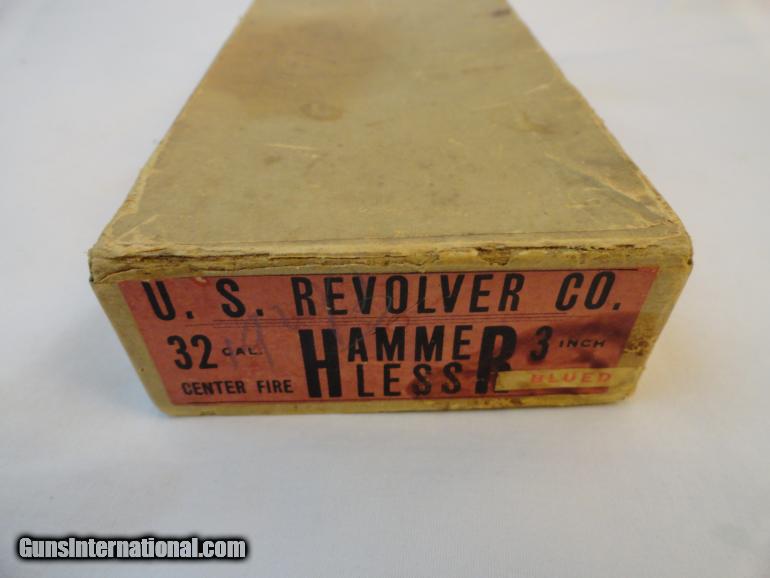 U. S. REVOLVER CO.
32 CAL. HAMMER 3 INCH
CENTER FIRE LESS BLUED
GunsInternational.com